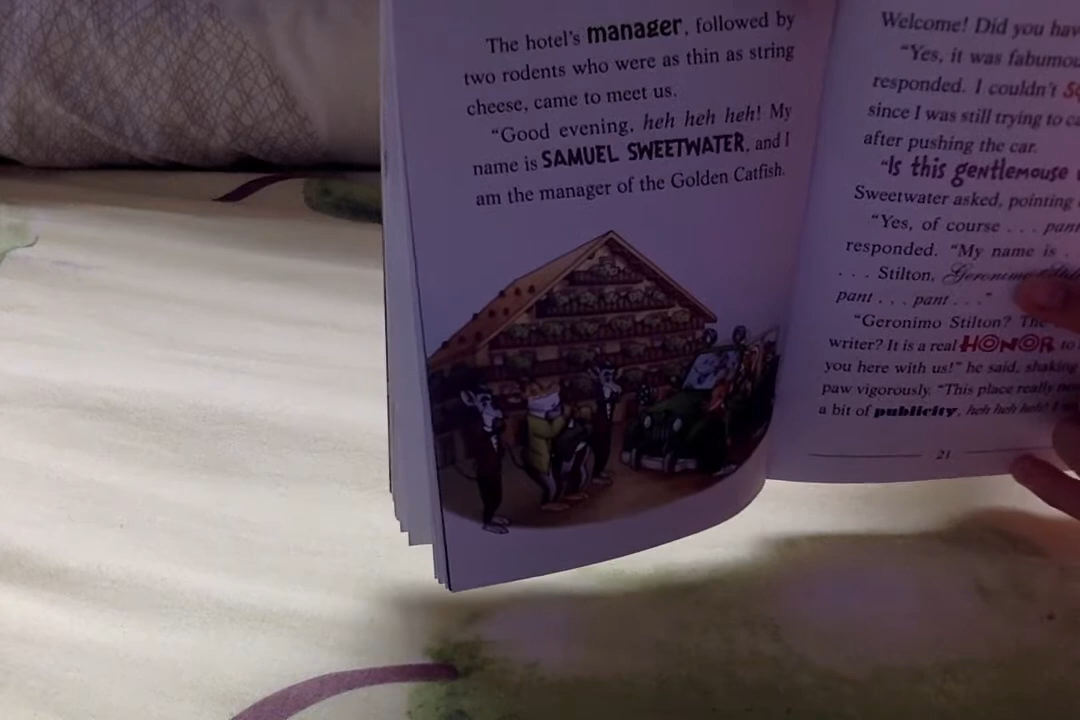 The hotel's manager, followed by
two rodents who were as thin as string
cheese, came to meet us.
"Good evening, heh heh heh! My
name is SAMUEL SWEETWATER, and I
am the manager of the Golden Catfish.
Welcome! Did you
"Yes, it was
responded. I couldn't
since I was still trying to
after pushing the car.
"Is this gentlemouse
Sweetwater asked, pointing
"Yes, of course . . . pant
responded. "My name is .
. . . Stilton, Geronimo
pant . . . pant . . ."
"Geronimo Stilton? The
writer? It is a real HONOR to
you here with us!" he said, shaking
paw vigorously. "This place really
a bit of publicity, heh heh heh!
21